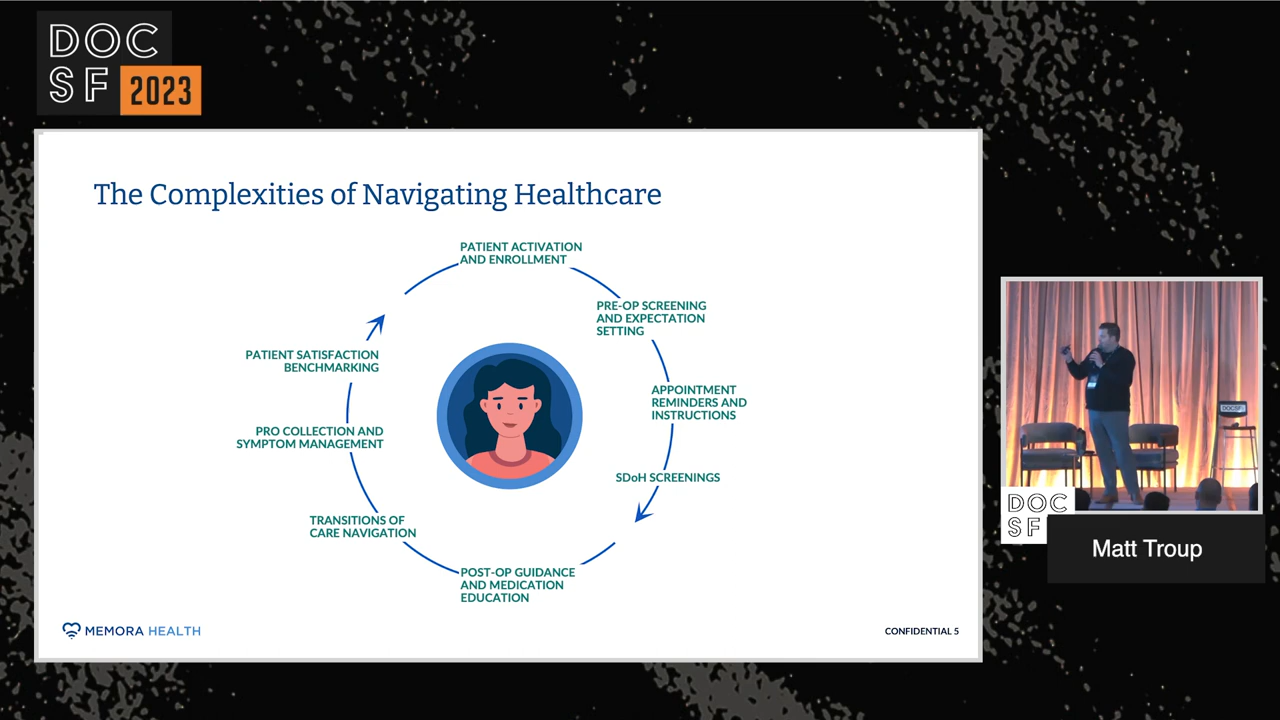 DOC
SF 2023
The Complexities of Navigating Healthcare
PATIENT ACTIVATION
AND ENROLLMENT
PRE-OP SCREENING
AND EXPECTATION
SETTING
APPOINTMENT
REMINDERS AND
INSTRUCTIONS
SDoH SCREENINGS
POST-OP GUIDANCE
AND MEDICATION
EDUCATION
TRANSITIONS OF
CARE NAVIGATION
PRO COLLECTION AND
SYMPTOM MANAGEMENT
PATIENT SATISFACTION
BENCHMARKING
MEMORA HEALTH
CONFIDENTIAL 5
DOCSF
DOC
SF
Matt Troup